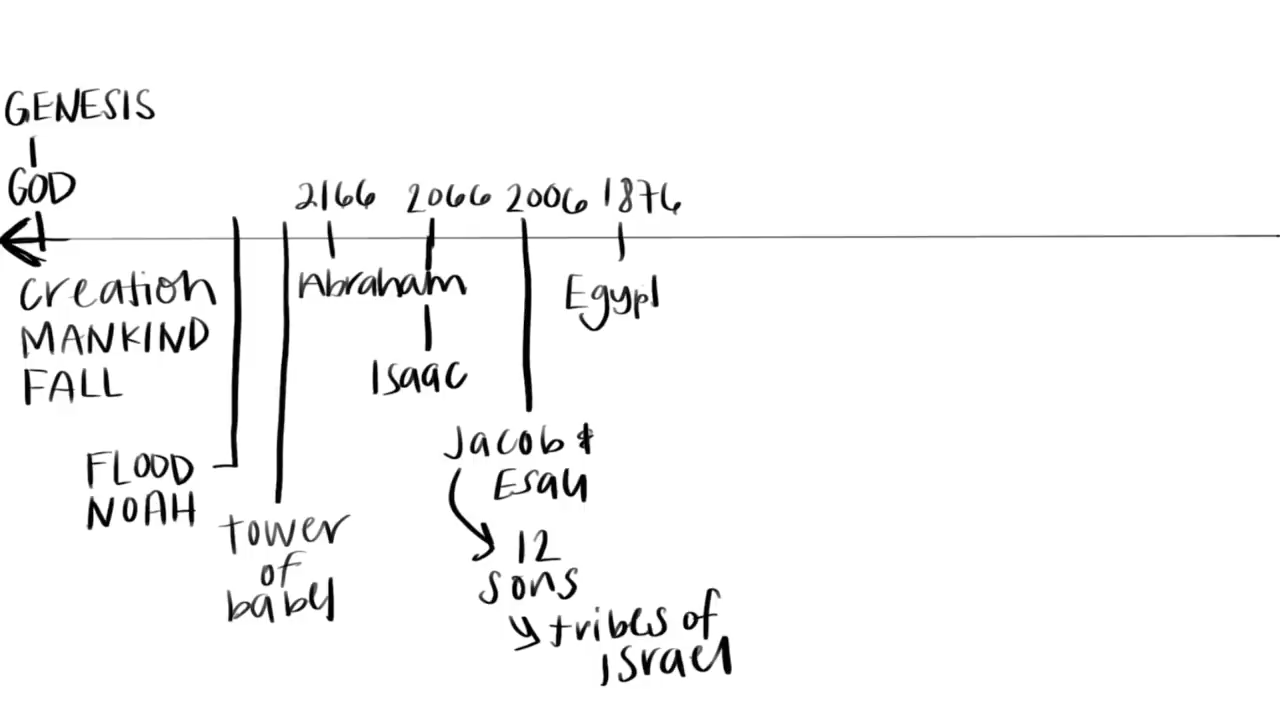 GENESIS
GOD
2166 2066 2006 1876
Creation
MANKIND
FALL
Abraham
Egypt
Isaac
Jacob &
Esau
FLOOD
NOAH
Tower
of
babel
12
sons
tribes of
Israel